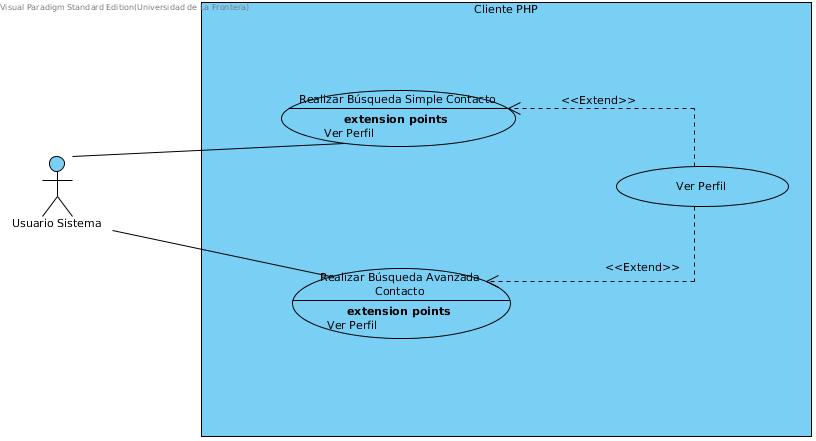 Visual Paradigm Standard Edition(Universidad de La Frontera)
Cliente PHP
Realizar Búsqueda Simple Contacto
extension points
Ver Perfil
<<Extend>>
Ver Perfil
Usuario Sistema
<<Extend>>
Realizar Búsqueda Avanzada
Contacto
extension points
Ver Perfil